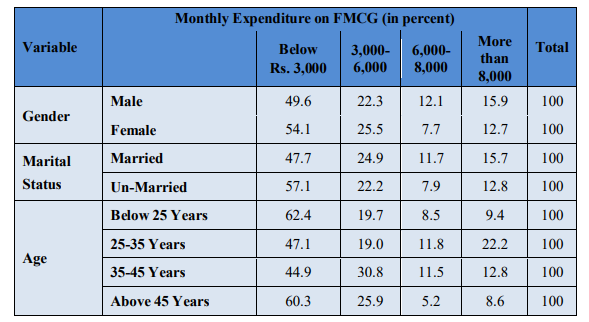 Variable Monthly Expenditure on FMCG (in percent)
Below Rs. 3,000 3,000-6,000 6,000-8,000 More than 8,000 Total
Gender Male 49.6 22.3 12.1 15.9 100
Female 54.1 25.5 7.7 12.7 100
Marital Status Married 47.7 24.9 11.7 15.7 100
Un-Married 57.1 22.2 7.9 12.8 100
Age Below 25 Years 62.4 19.7 8.5 9.4 100
25-35 Years 47.1 19.0 11.8 22.2 100
35-45 Years 44.9 30.8 11.5 12.8 100
Above 45 Years 60.3 25.9 5.2 8.6 100